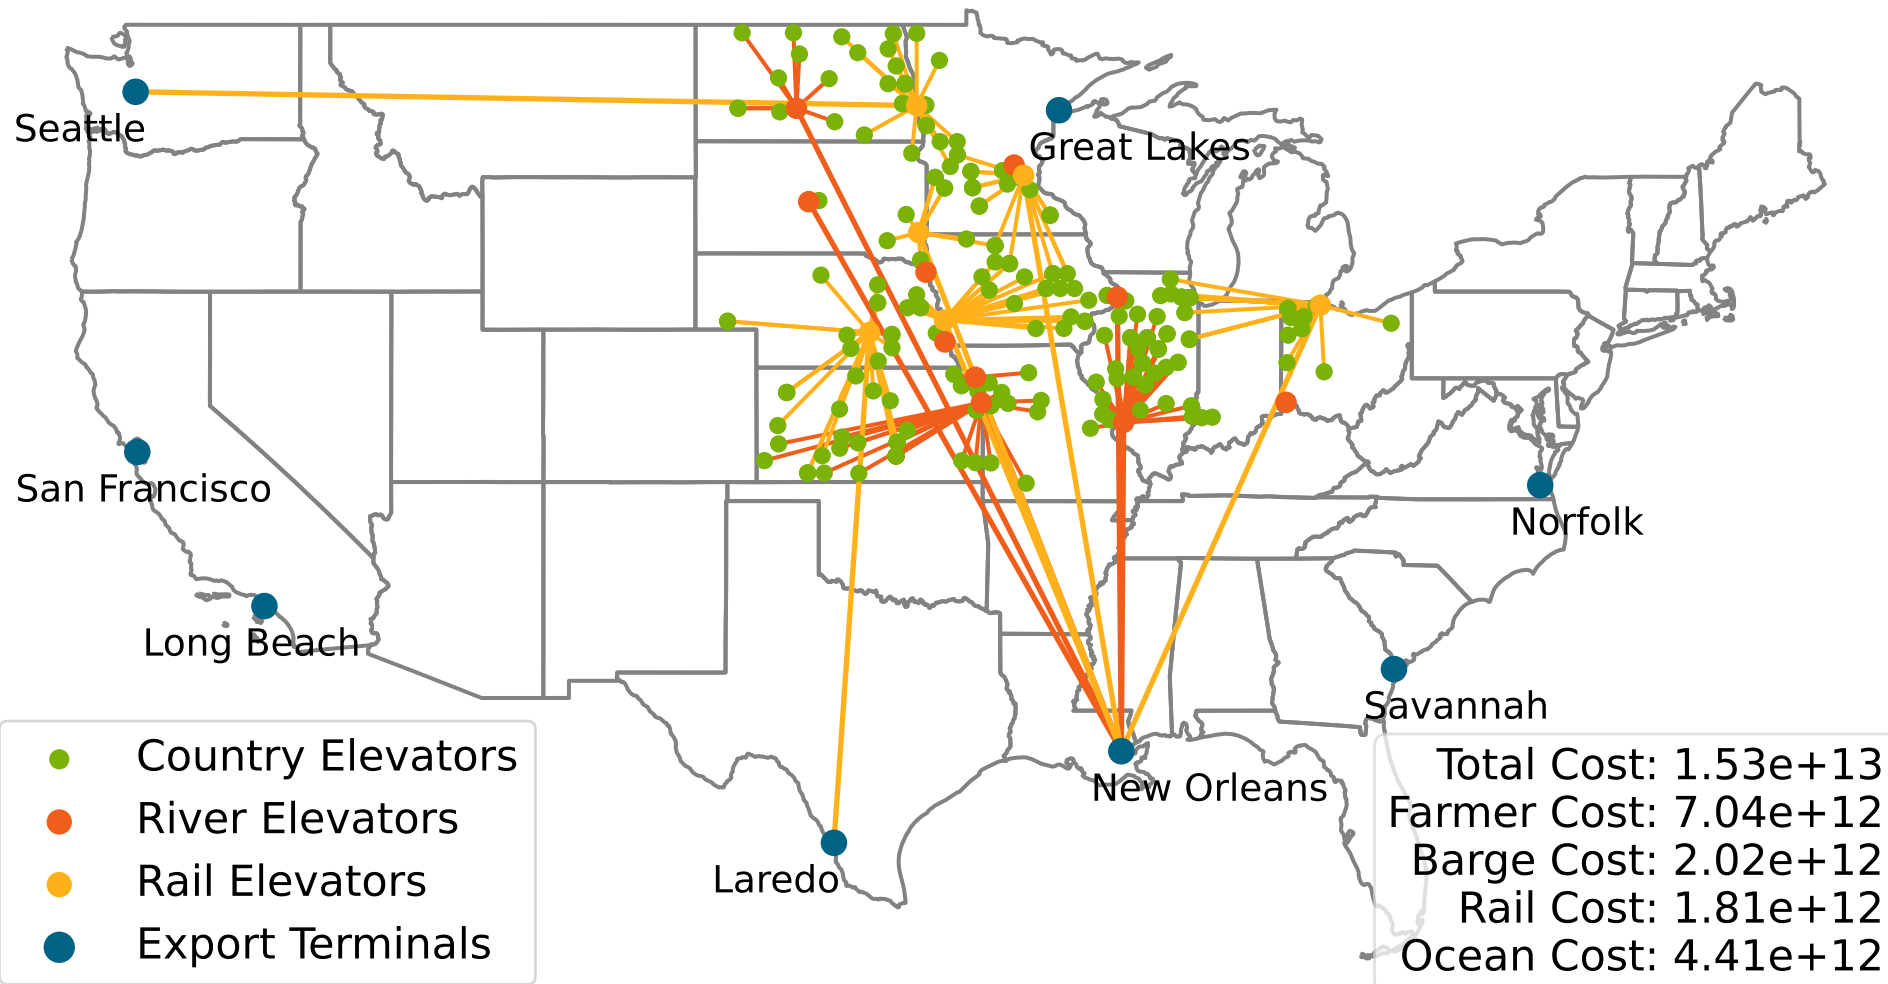 Seattle
Great Lakes
San Francisco
Norfolk
Long Beach
Savannah
New Orleans
Laredo
Country Elevators
River Elevators
Rail Elevators
Export Terminals
Total Cost: 1.53e+13
Farmer Cost: 7.04e+12
Barge Cost: 2.02e+12
Rail Cost: 1.81e+12
Ocean Cost: 4.41e+12